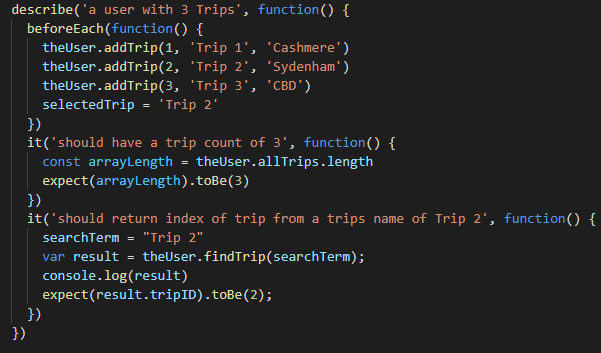 describe('a user with 3 Trips', function() {
beforeEach(function() {
theUser.addTrip(1, 'Trip 1', 'Cashmere')
theUser.addTrip(2, 'Trip 2', 'Sydenham')
theUser.addTrip(3, 'Trip 3', 'CBD')
selectedTrip = 'Trip 2'
})
it('should have a trip count of 3', function() {
const arrayLength = theUser.allTrips.length
expect(arrayLength).toBe(3)
})
it('should return index of trip from a trips name of Trip 2', function() {
searchTerm = "Trip 2"
var result = theUser.findTrip(searchTerm);
console.log(result)
expect(result.tripID).toBe(2);
})
})